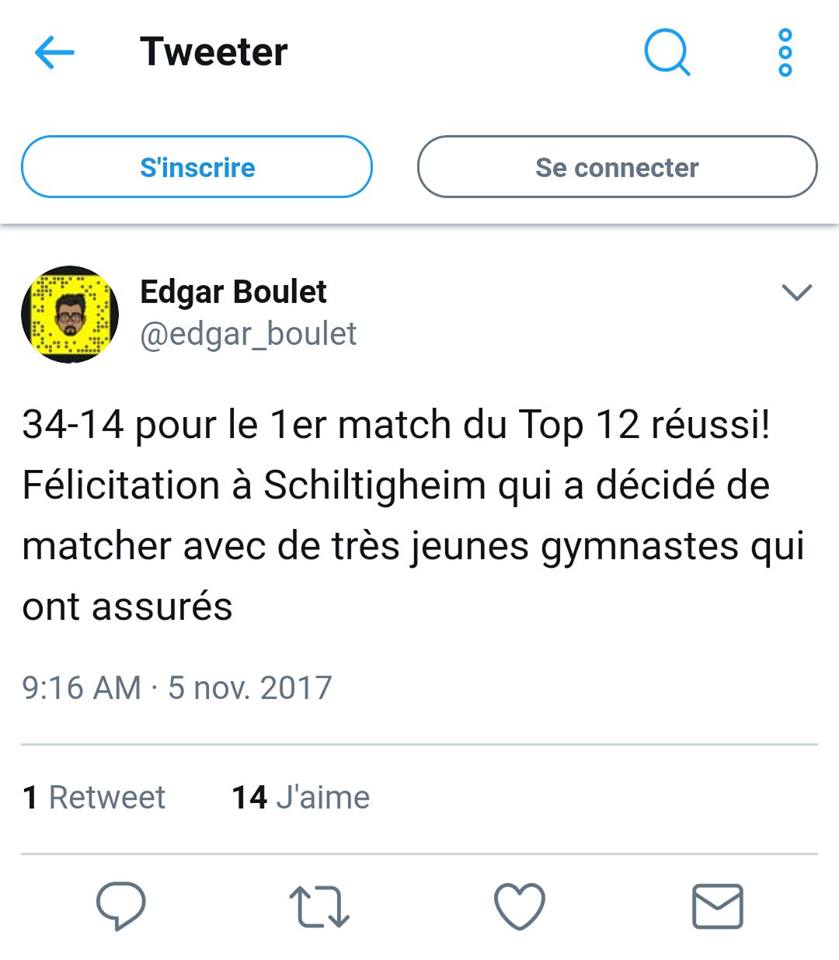 Tweeter
S'inscrire
Se connecter
Edgar Boulet
@edgar_boulet
34-14 pour le 1er match du Top 12 réussi!
Félicitation à Schiltigheim qui a décidé de
matcher avec de très jeunes gymnastes qui
ont assurés
9:16 AM · 5 nov. 2017
1 Retweet 14 J'aime